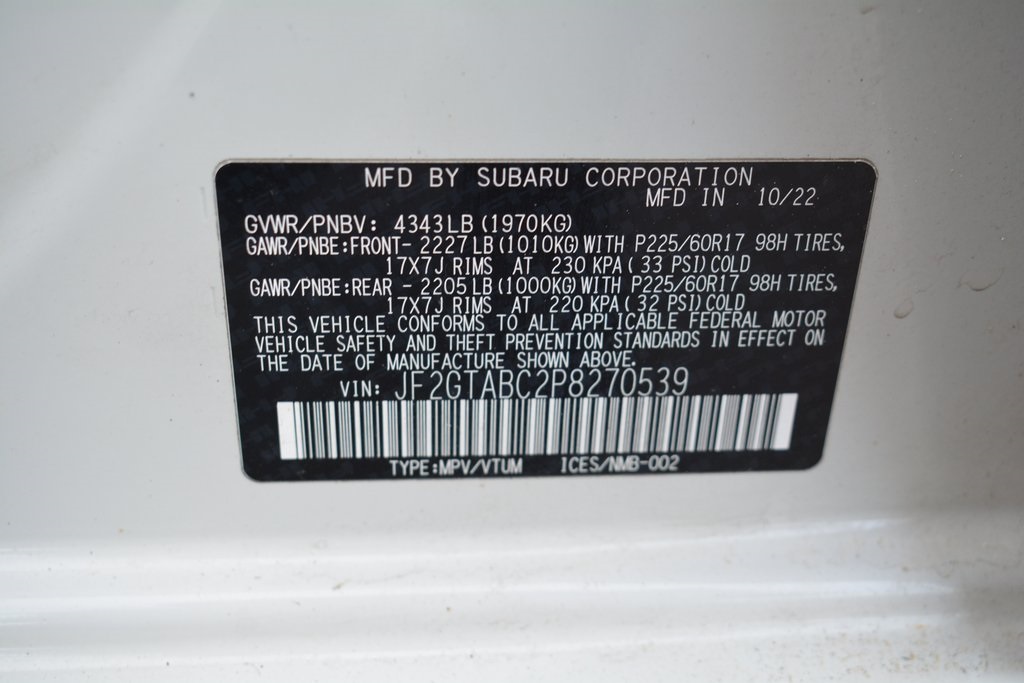 MFD BY SUBARU CORPORATION
MFD IN 10/22
GVWR/PNBV: 4343LB (1970KG)
GAWR/PNBE:FRONT- 2227 LB (1010KG) WITH P225/60R17 98H TIRES,
17X7J RIMS AT 230 KPA ( 33 PSI) COLD
GAWR/PNBE:REAR - 2205 LB (1000KG) WITH P225/60R17 98H TIRES,
17X7J RIMS AT 220 KPA ( 32 PSI) COLD
THIS VEHICLE CONFORMS TO ALL APPLICABLE FEDERAL MOTOR
VEHICLE SAFETY AND THEFT PREVENTION STANDARDS IN EFFECT ON
THE DATE OF MANUFACTURE SHOWN ABOVE.
VIN: JF2GTABC2P8270539
TYPE:MPV/VTUM ICES/NMB-002